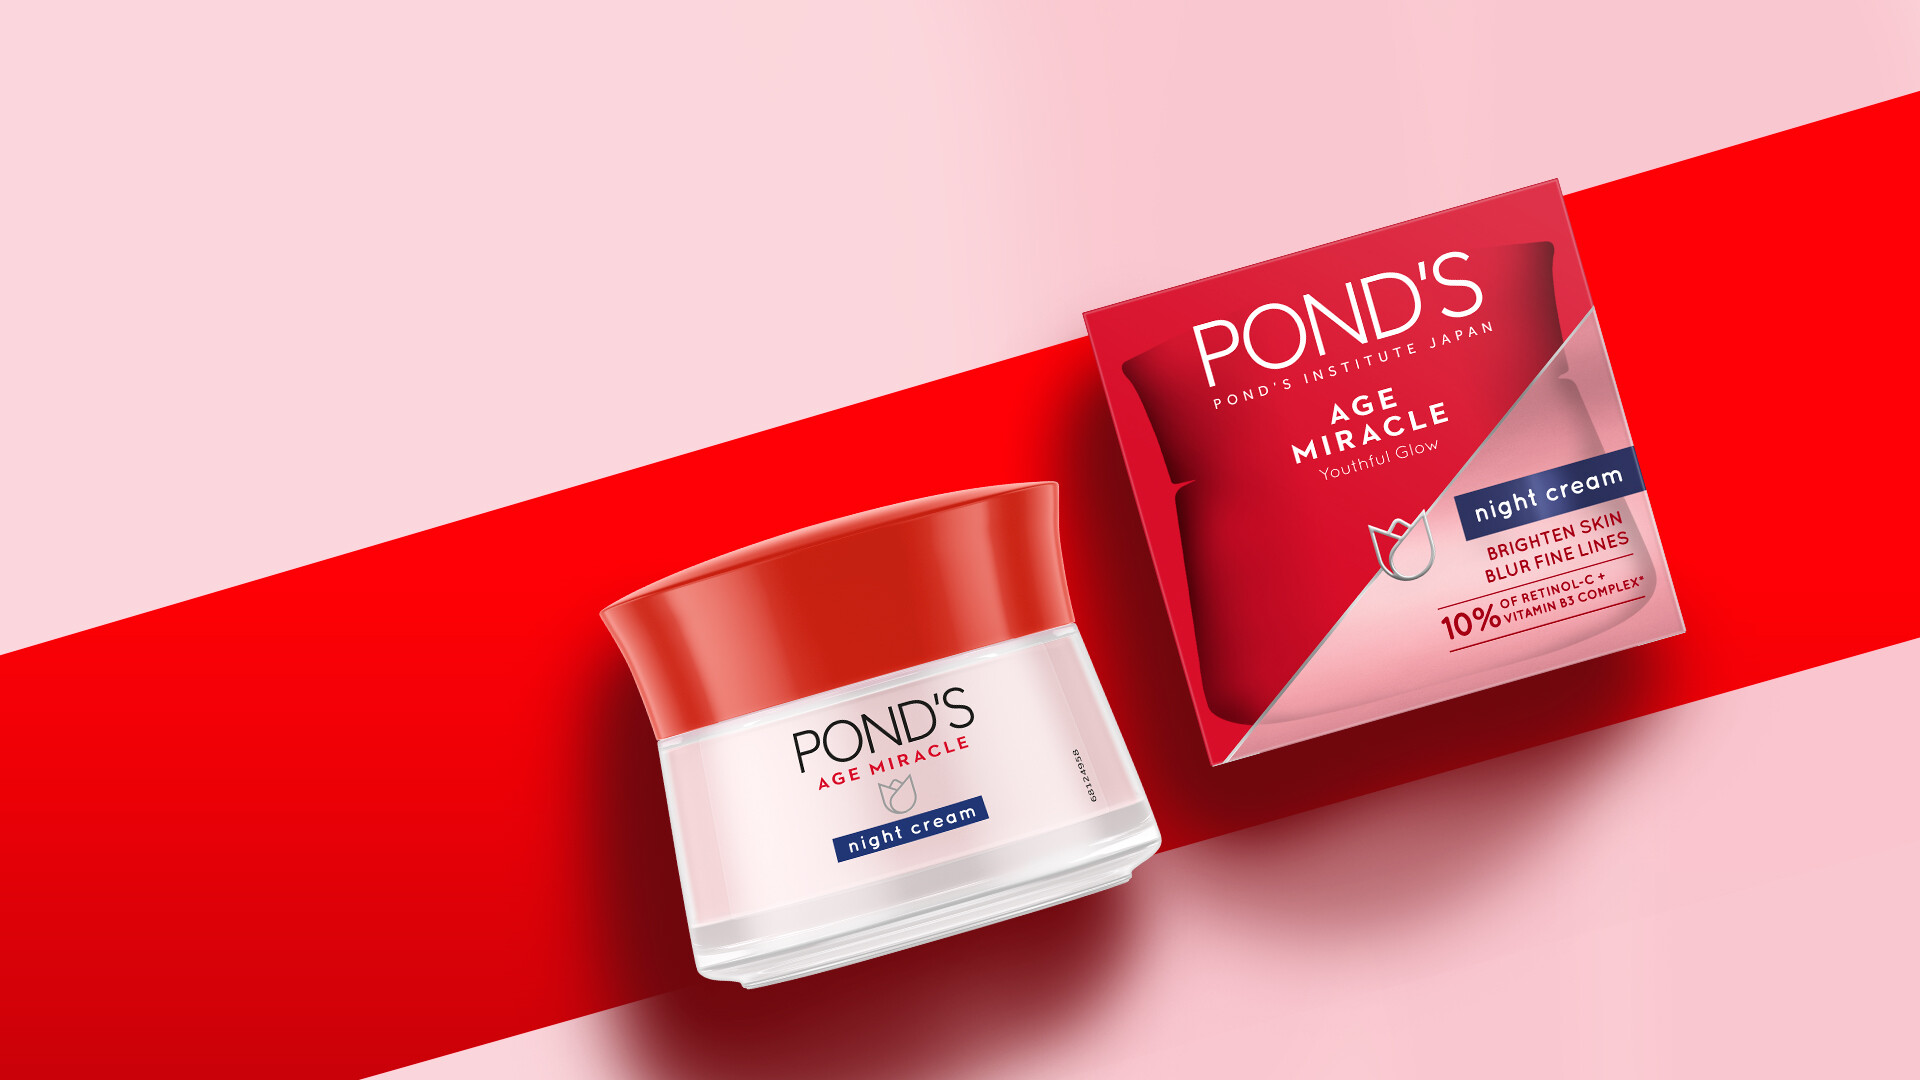 POND'S
POND'S INSTITUTE JAPAN
AGE
MIRACLE
Youthful Glow
night cream
BRIGHTEN SKIN
BLUR FINE LINES
10% OF RETINOL-C +
VITAMIN B3 COMPLEX*
POND'S
AGE MIRACLE
night cream
68124958